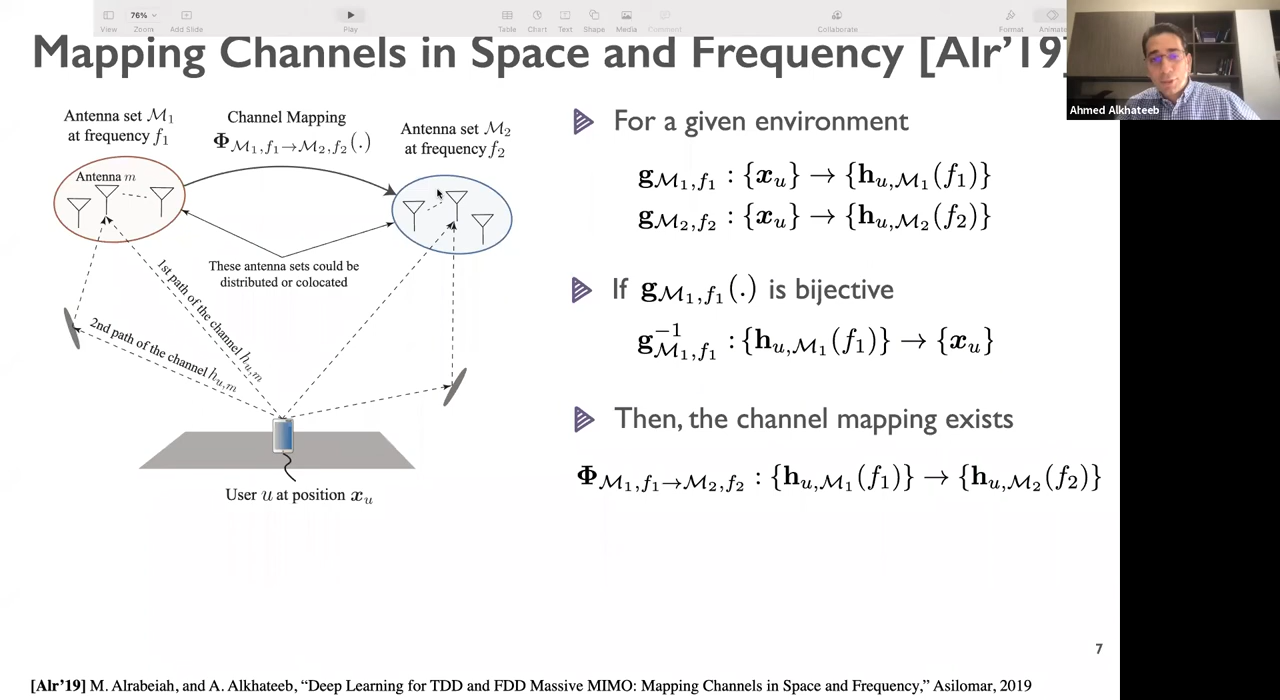 76%
View
Zoom
Add Slide
Play
Table
Chart
Text
Shape
Media
Comment
Collaborate
Format
Animate
Mapping Channels in Space and Frequency [Alr'19]
Ahmed Alkhateeb
Antenna set ℳ₁
at frequency f₁
Channel Mapping
Φ_{ℳ₁,f₁→ℳ₂,f₂}(.)
Antenna set ℳ₂
at frequency f₂
Antenna m
These antenna sets could be
distributed or colocated
1st path of the channel h_{u,m}
2nd path of the channel h_{u,m}
User u at position x_u
For a given environment
g_{ℳ₁,f₁} : {x_u} → {h_{u,ℳ₁}(f₁)}
g_{ℳ₂,f₂} : {x_u} → {h_{u,ℳ₂}(f₂)}
If g_{ℳ₁,f₁}(.) is bijective
g⁻¹_{ℳ₁,f₁} : {h_{u,ℳ₁}(f₁)} → {x_u}
Then, the channel mapping exists
Φ_{ℳ₁,f₁→ℳ₂,f₂} : {h_{u,ℳ₁}(f₁)} → {h_{u,ℳ₂}(f₂)}
7
[Alr'19] M. Alrabeiah, and A. Alkhateeb, “Deep Learning for TDD and FDD Massive MIMO: Mapping Channels in Space and Frequency,” Asilomar, 2019